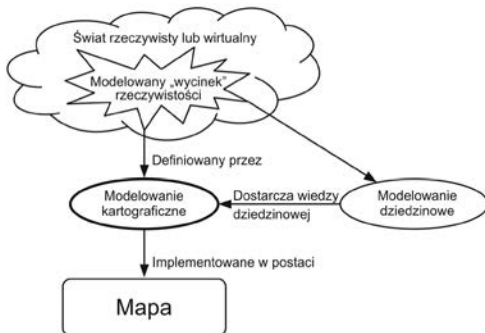 Świat rzeczywisty lub wirtualny
Modelowany „wycinek”
rzeczywistości
Definiowany przez
Modelowanie
kartograficzne
Dostarcza wiedzy
dziedzinowej
Modelowanie
dziedzinowe
Implementowane w postaci
Mapa